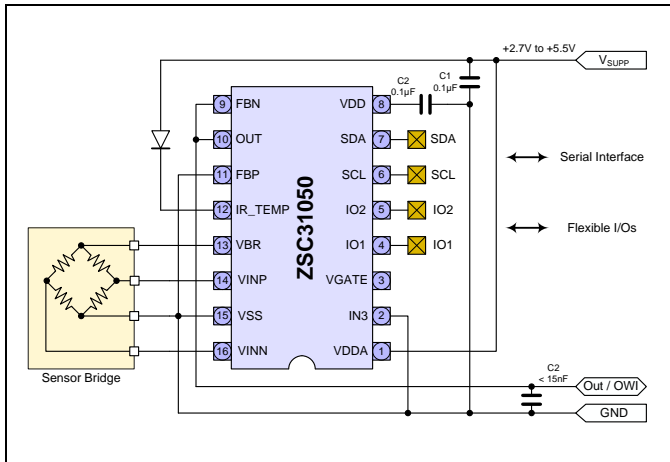 +2.7V to +5.5V
V_SUPP
C2
0.1µF
C1
0.1µF
9 FBN
VDD 8
10 OUT
SDA 7
SDA
Serial Interface
11 FBP
SCL 6
SCL
12 IR_TEMP
IO2 5
IO2
Flexible I/Os
13 VBR
IO1 4
IO1
14 VINP
VGATE 3
15 VSS
IN3 2
16 VINN
VDDA 1
ZSC31050
Sensor Bridge
C2
< 15nF
Out / OWI
GND